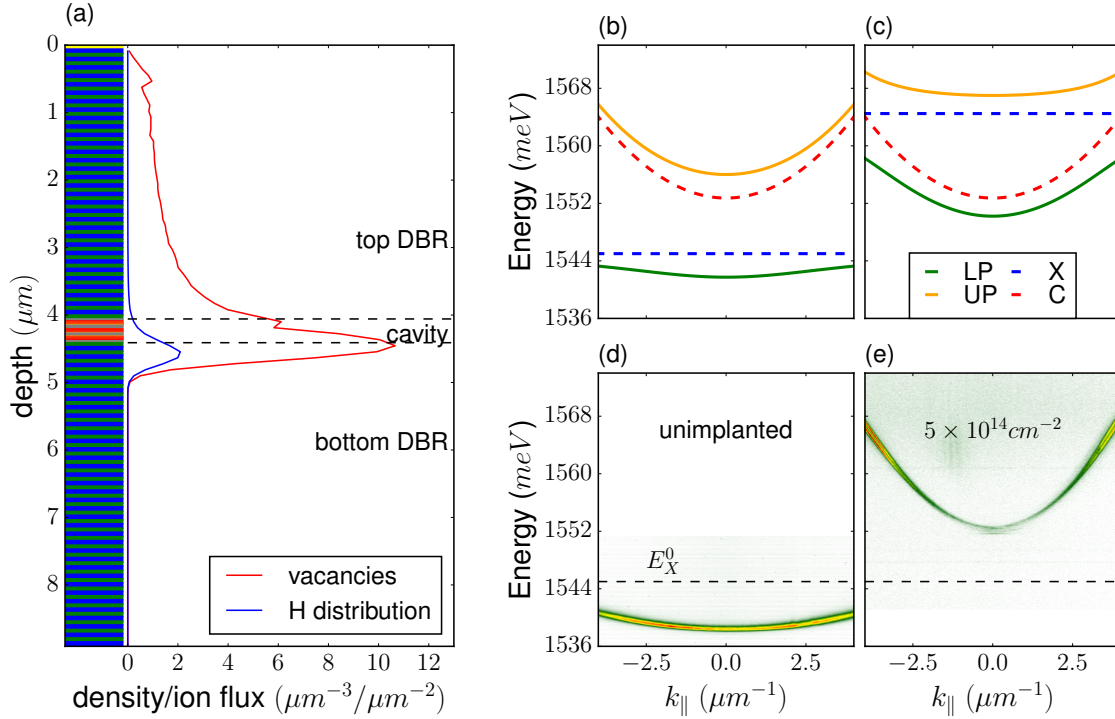 (a)
0
1
2
3
4
5
6
7
8
depth (μm)
top DBR
cavity
bottom DBR
vacancies
H distribution
0 2 4 6 8 10 12
density/ion flux (μm⁻³/μm⁻²)
(b)
1568
1560
1552
1544
1536
Energy (meV)
(c)
LP X
UP C
(d)
unimplanted
E⁰_X
1568
1560
1552
1544
1536
Energy (meV)
−2.5 0.0 2.5
k∥ (μm⁻¹)
(e)
5 × 10¹⁴cm⁻²
−2.5 0.0 2.5
k∥ (μm⁻¹)